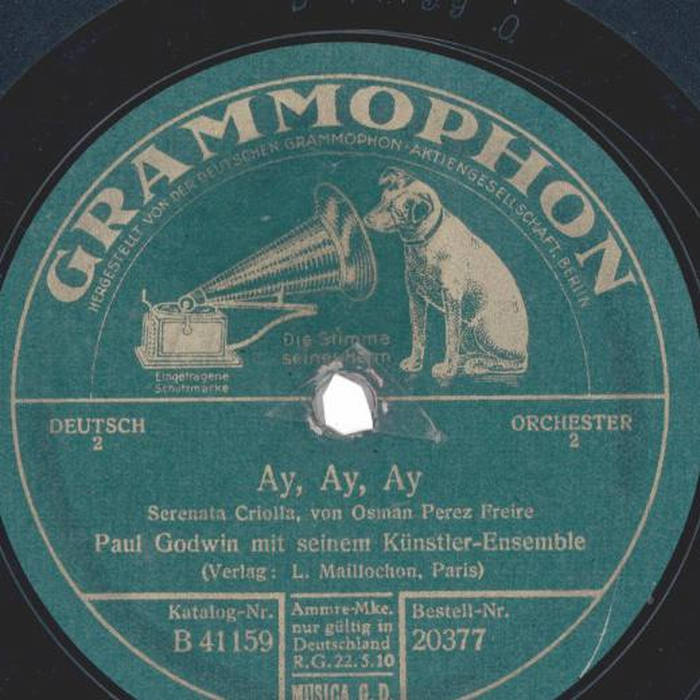 GRAMMOPHON
HERGESTELLT VON DER DEUTSCHEN GRAMMOPHON-AKTIENGESELLSCHAFT. BERLIN
Die Stimme
seines Herrn
Eingetragene
Schutzmarke
DEUTSCH
2
ORCHESTER
2
Ay, Ay, Ay
Serenata Criolla, von Osman Perez Freire
Paul Godwin mit seinem Künstler-Ensemble
(Verlag: L. Maillochon, Paris)
Katalog-Nr.
B 41159
Ammre-Mke.
nur gültig in
Deutschland
R.G.22.5.10
MUSICA G.D.
Bestell-Nr.
20377